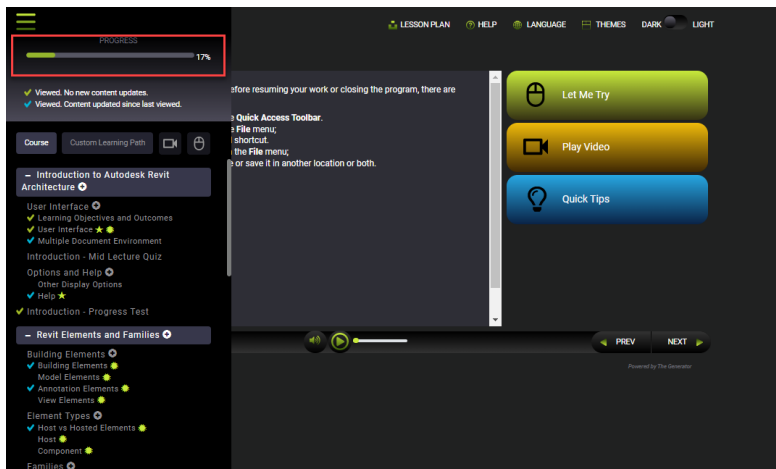 LESSON PLAN
HELP
LANGUAGE
THEMES
DARK
LIGHT
PROGRESS
17%
Viewed. No new content updates.
Viewed. Content updated since last viewed.
Course
Custom Learning Path
– Introduction to Autodesk Revit
Architecture
User Interface
Learning Objectives and Outcomes
User Interface
Multiple Document Environment
Introduction - Mid Lecture Quiz
Options and Help
Other Display Options
Help
Introduction - Progress Test
– Revit Elements and Families
Building Elements
Building Elements
Model Elements
Annotation Elements
View Elements
Element Types
Host vs Hosted Elements
Host
Component
Families
efore resuming your work or closing the program, there are
Quick Access Toolbar.
File menu;
shortcut.
the File menu;
or save it in another location or both.
Let Me Try
Play Video
Quick Tips
PREV
NEXT
Powered by The Generator